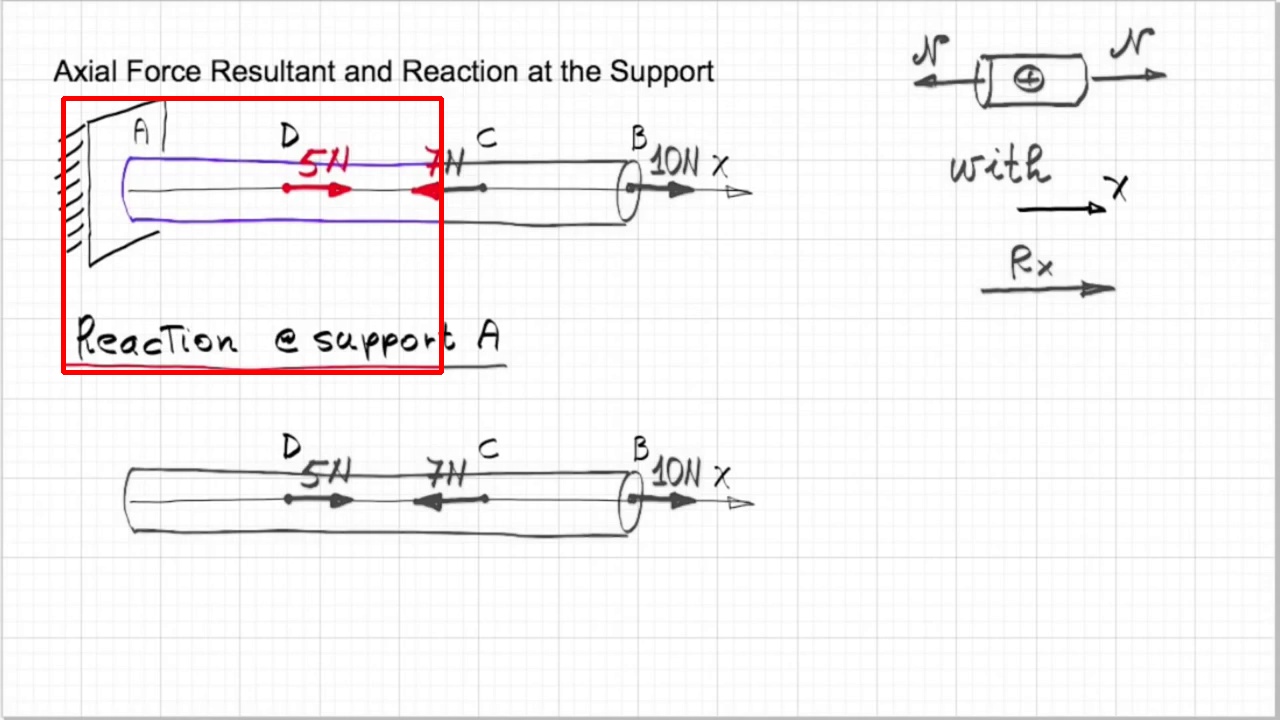 Axial Force Resultant and Reaction at the Support
N N
A D 5N 7N C B 10N x
with
x
Rx
Reaction @ support A
D 5N 7N C B 10N x